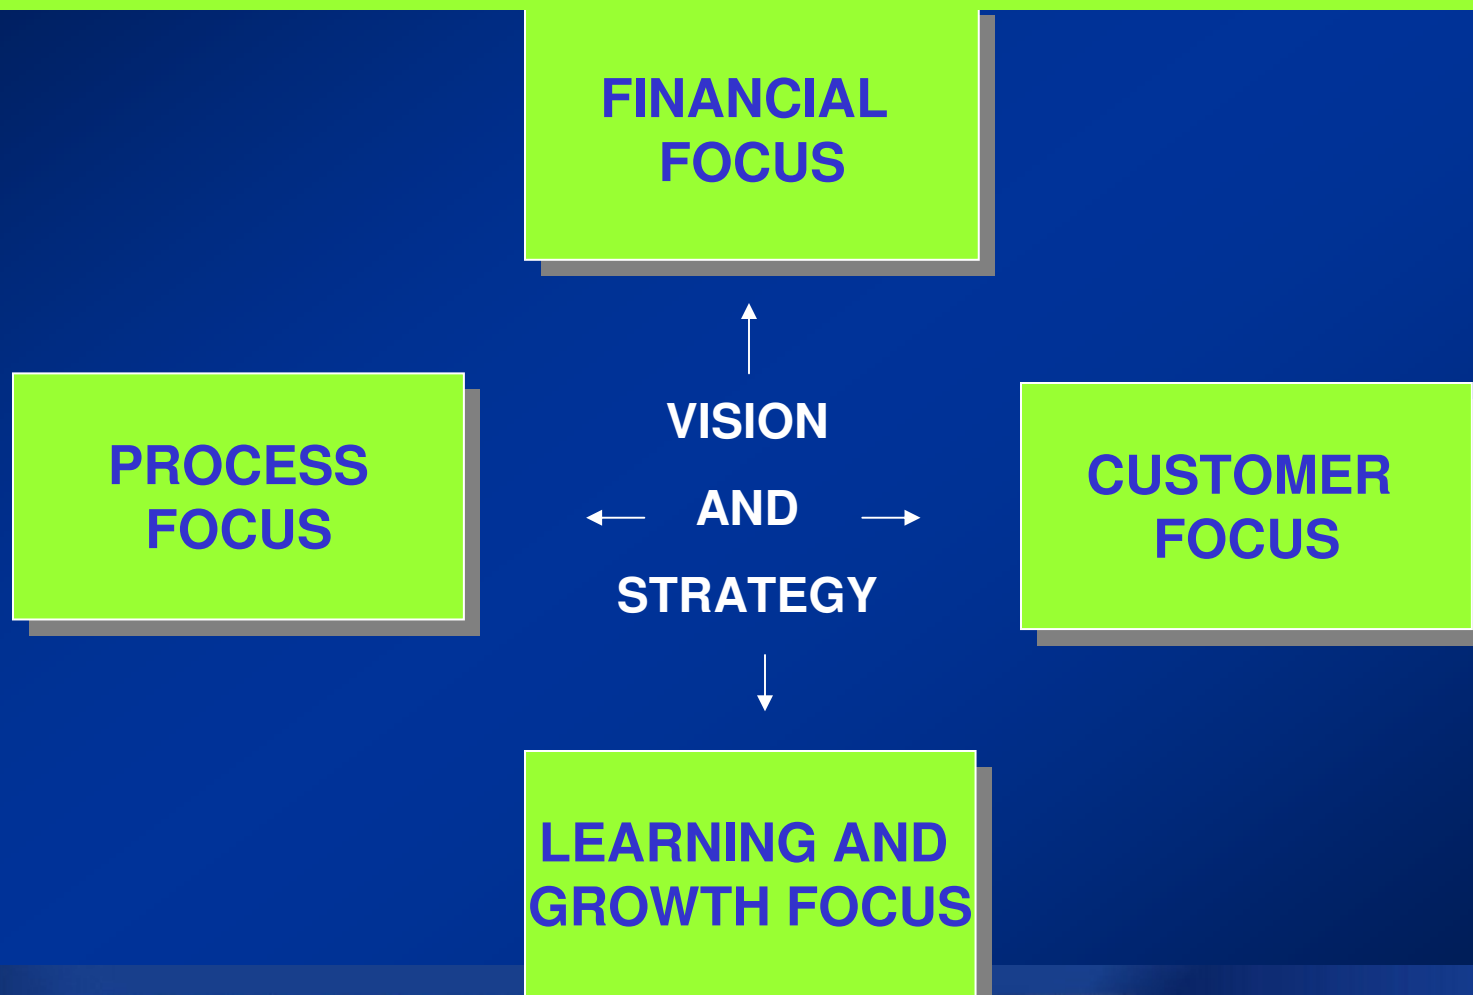 FINANCIAL
FOCUS
PROCESS
FOCUS
VISION
AND
STRATEGY
CUSTOMER
FOCUS
LEARNING AND
GROWTH FOCUS